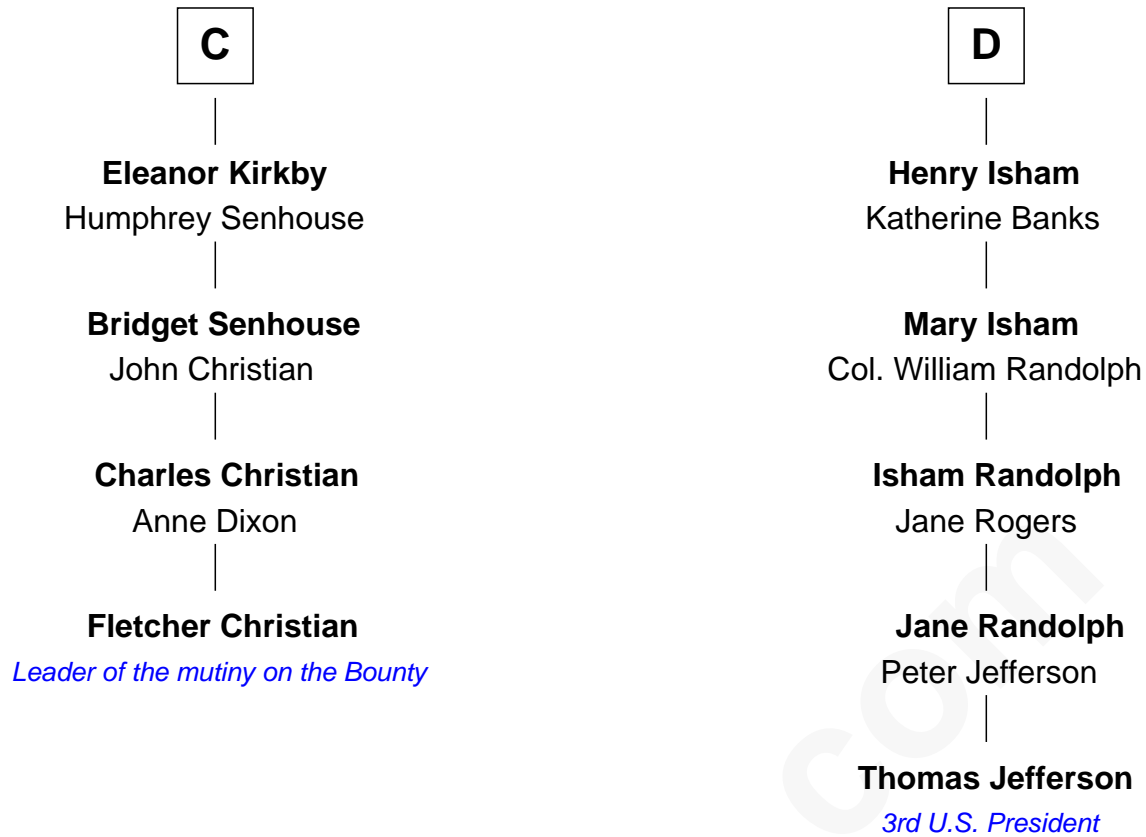 C
Eleanor Kirkby
Humphrey Senhouse
Bridget Senhouse
John Christian
Charles Christian
Anne Dixon
Fletcher Christian
Leader of the mutiny on the Bounty
D
Henry Isham
Katherine Banks
Mary Isham
Col. William Randolph
Isham Randolph
Jane Rogers
Jane Randolph
Peter Jefferson
Thomas Jefferson
3rd U.S. President
com